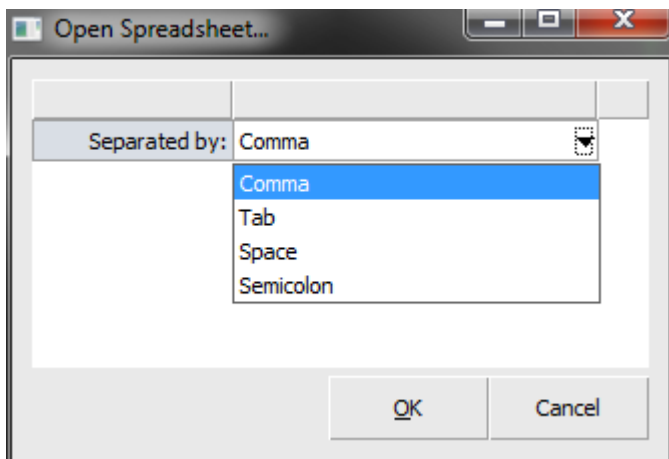 Open Spreadsheet...
Separated by: Comma
Comma
Tab
Space
Semicolon
OK Cancel